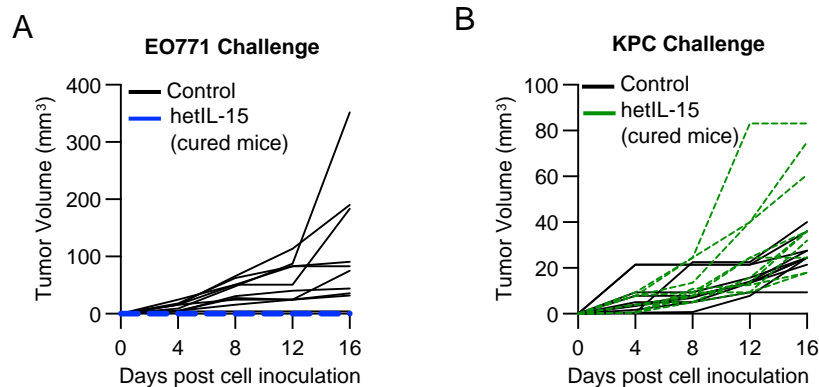 A
EO771 Challenge
Control
hetIL-15
(cured mice)
Tumor Volume (mm³)
400
300
200
100
0
0 4 8 12 16
Days post cell inoculation
B
KPC Challenge
Control
hetIL-15
(cured mice)
Tumor Volume (mm³)
100
80
60
40
20
0
0 4 8 12 16
Days post cell inoculation